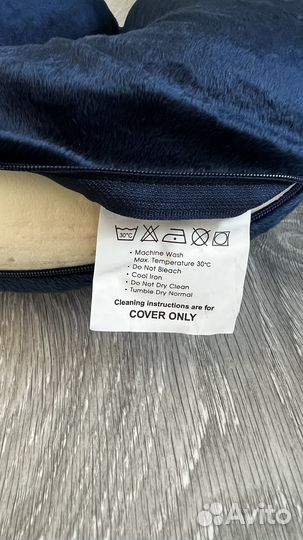 30°C
• Machine Wash
Max. Temperature 30°C
• Do Not Bleach
• Cool Iron
• Do Not Dry Clean
• Tumble Dry Normal
Cleaning instructions are for
COVER ONLY
Avito